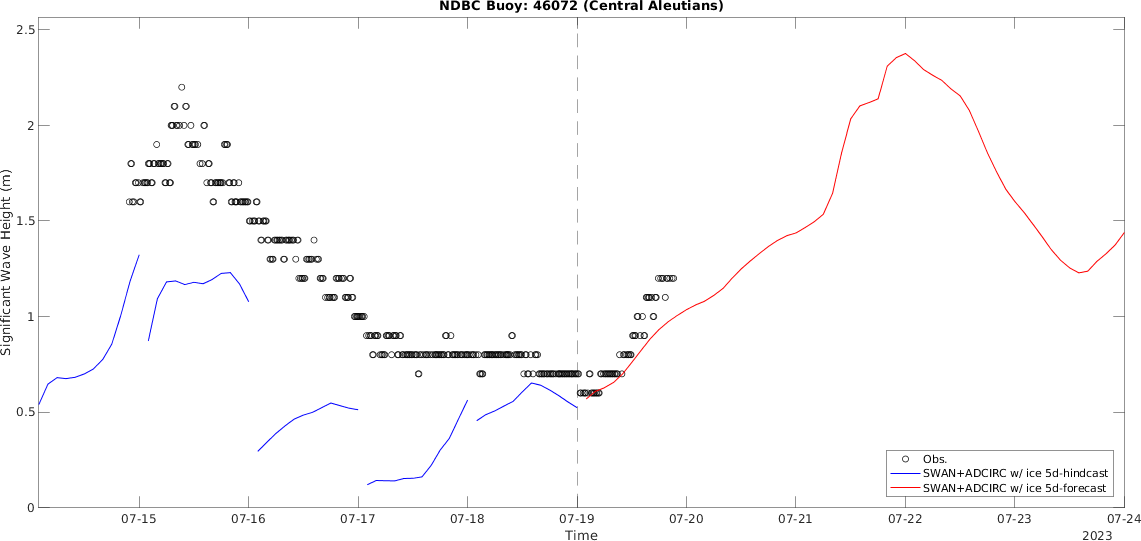 NDBC Buoy: 46072 (Central Aleutians)
2.5
2
1.5
1
0.5
0
Significant Wave Height (m)
Obs.
SWAN+ADCIRC w/ ice 5d-hindcast
SWAN+ADCIRC w/ ice 5d-forecast
07-15 07-16 07-17 07-18 07-19 07-20 07-21 07-22 07-23 07-24
Time
2023